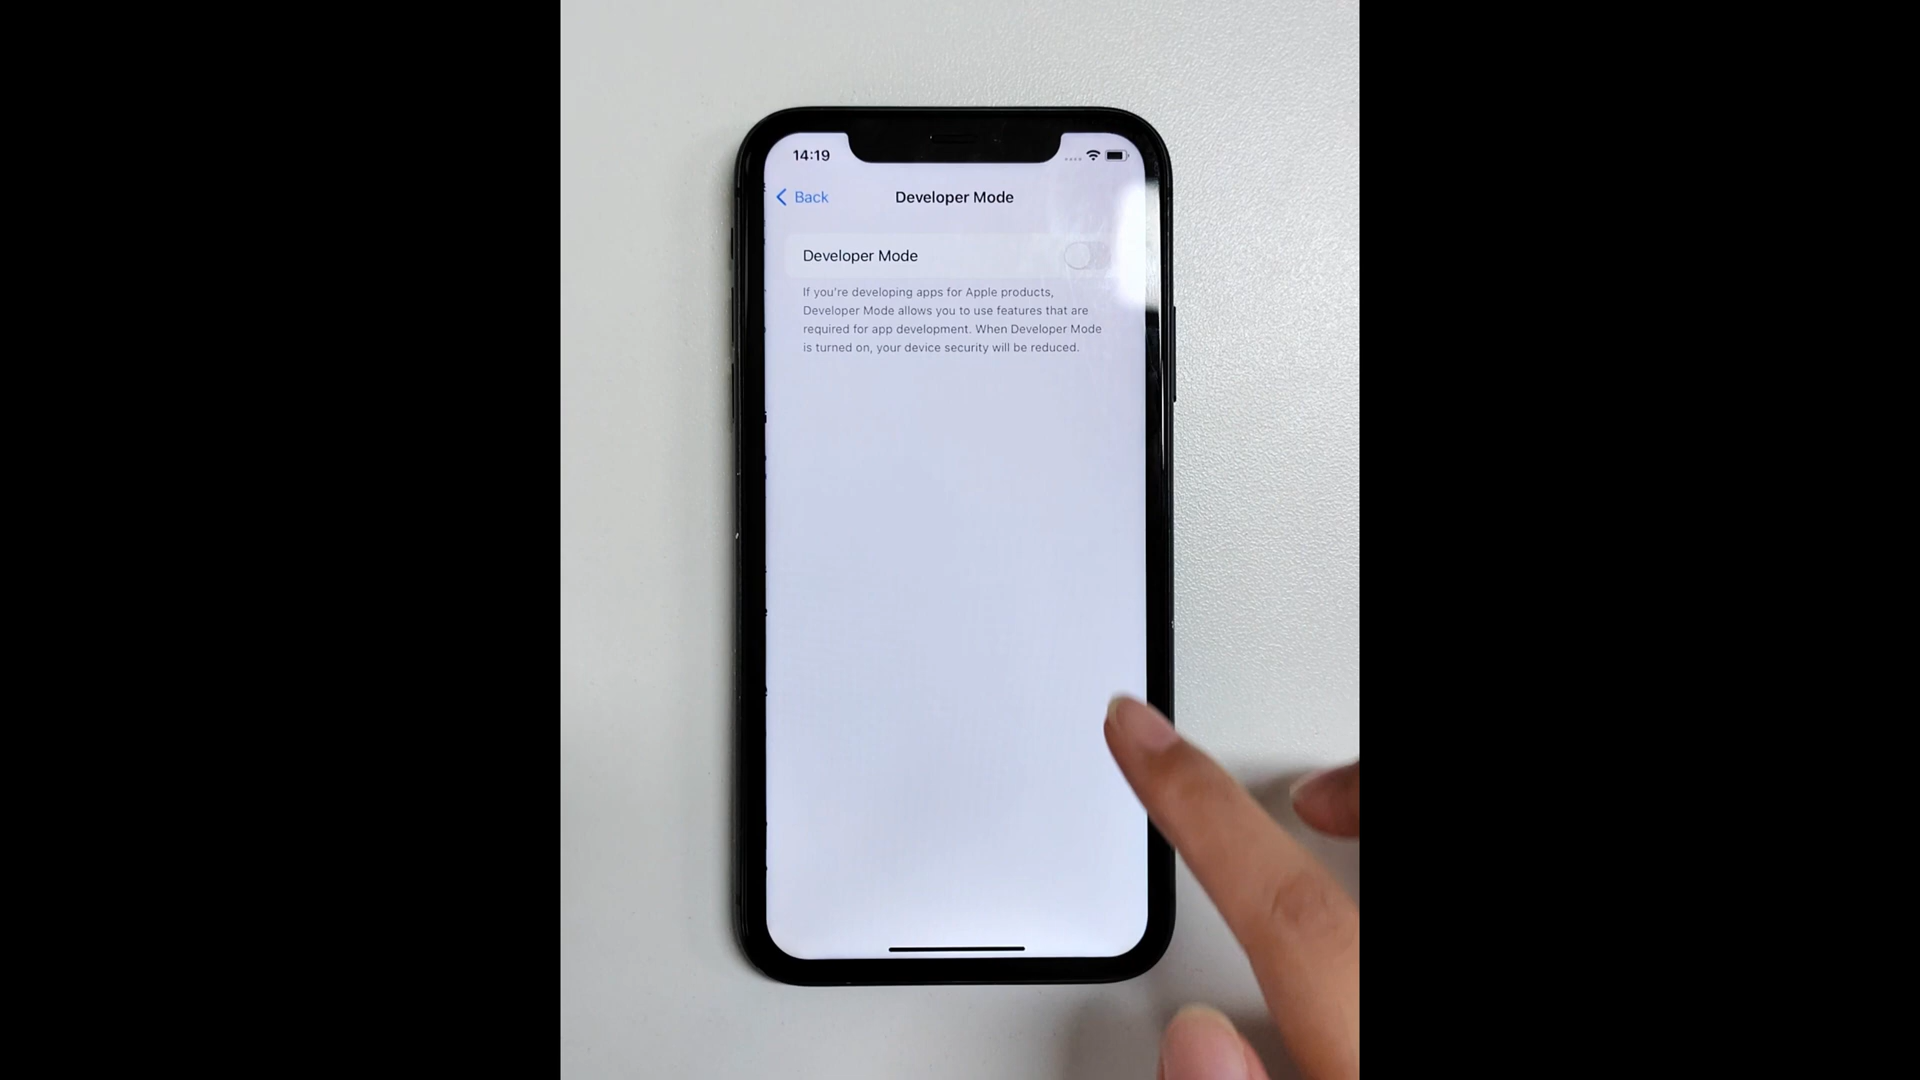 14:19
Back
Developer Mode
Developer Mode
If you're developing apps for Apple products,
Developer Mode allows you to use features that are
required for app development. When Developer Mode
is turned on, your device security will be reduced.